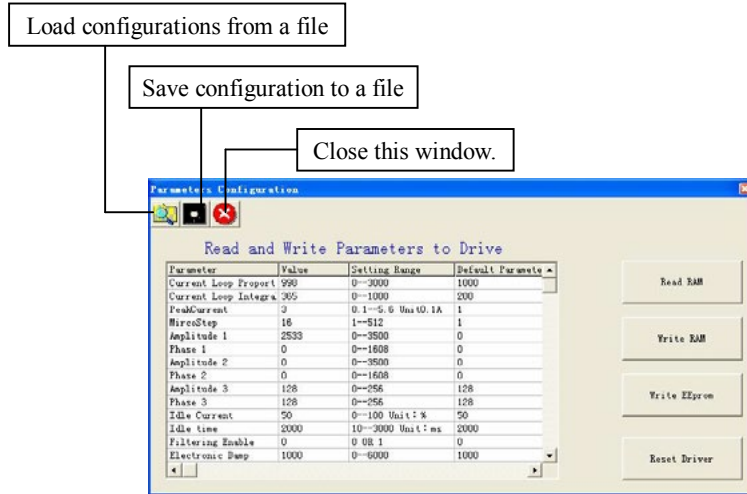 Load configurations from a file
Save configuration to a file
Close this window.
Parameters Configuration
Read and Write Parameters to Drive
Parameter Value Setting Range Default Paramete
Current Loop Proport 998 0--3000 1000
Current Loop Integra 365 0--1000 200
PeakCurrent 3 0.1--5.6 Unit0.1A 1
MircoStep 16 1--512 1
Amplitude 1 2533 0--3500 0
Phase 1 0 0--1608 0
Amplitude 2 0 0--3500 0
Phase 2 0 0--1608 0
Amplitude 3 128 0--256 128
Phase 3 128 0--256 128
Idle Current 50 0--100 Unit:% 50
Idle time 2000 10--3000 Unit:ms 2000
Filtering Enable 0 0 OR 1 0
Electronic Damp 1000 0--6000 1000
Read RAM
Write RAM
Write EEprom
Reset Driver